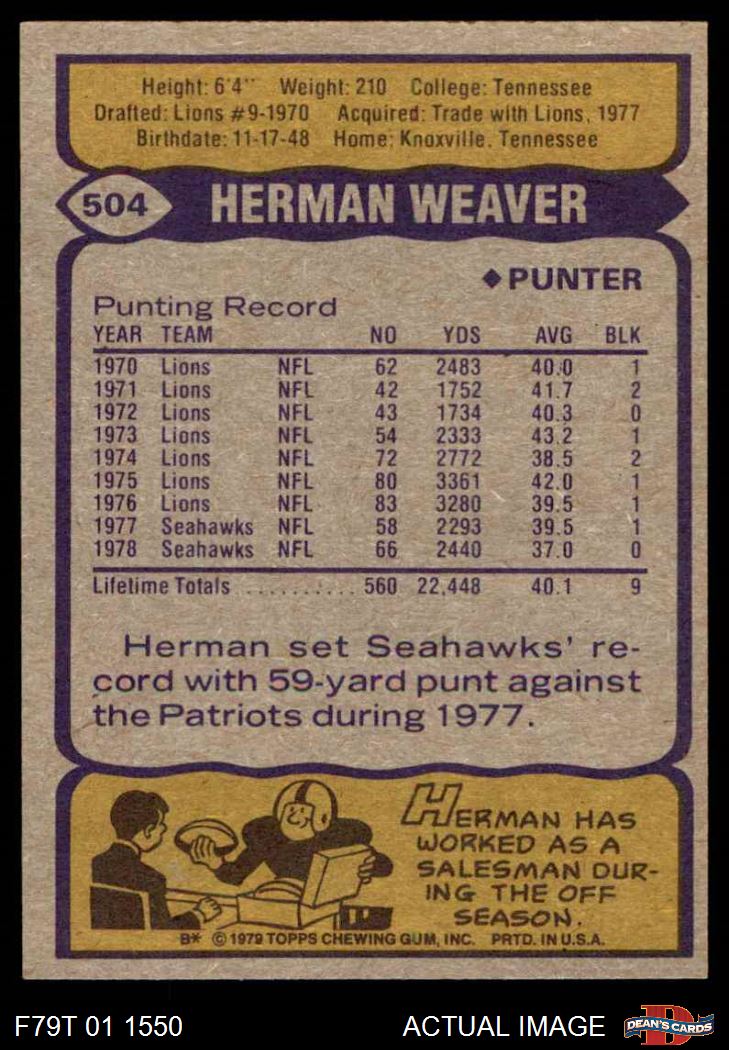 Height: 6'4" Weight: 210 College: Tennessee
Drafted: Lions #9-1970 Acquired: Trade with Lions, 1977
Birthdate: 11-17-48 Home: Knoxville, Tennessee
504 HERMAN WEAVER
◆PUNTER
Punting Record
YEAR TEAM NO YDS AVG BLK
1970 Lions NFL 62 2483 40.0 1
1971 Lions NFL 42 1752 41.7 2
1972 Lions NFL 43 1734 40.3 0
1973 Lions NFL 54 2333 43.2 1
1974 Lions NFL 72 2772 38.5 2
1975 Lions NFL 80 3361 42.0 1
1976 Lions NFL 83 3280 39.5 1
1977 Seahawks NFL 58 2293 39.5 1
1978 Seahawks NFL 66 2440 37.0 0
Lifetime Totals .......... 560 22,448 40.1 9
Herman set Seahawks' re-
cord with 59-yard punt against
the Patriots during 1977.
HERMAN HAS
WORKED AS A
SALESMAN DUR-
ING THE OFF
SEASON.
B* © 1979 TOPPS CHEWING GUM, INC. PRTD. IN U.S.A.
F79T 01 1550 ACTUAL IMAGE DEAN'S CARDS